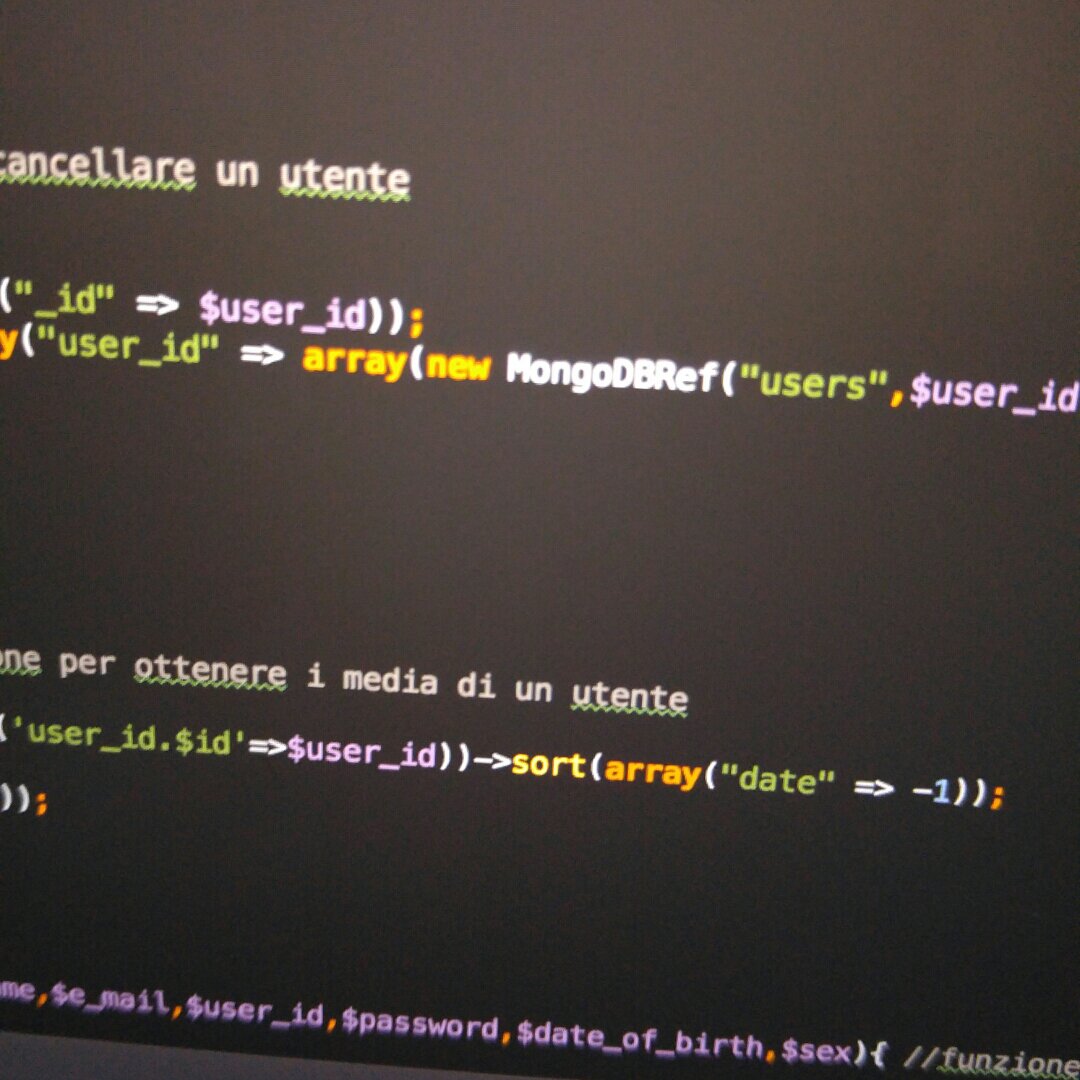 cancellare un utente
("_id" => $user_id));
y("user_id" => array(new MongoDBRef("users",$user_id
one per ottenere i media di un utente
('user_id.$id'=>$user_id))->sort(array("date" => -1));
));
me,$e_mail,$user_id,$password,$date_of_birth,$sex){ //funzione